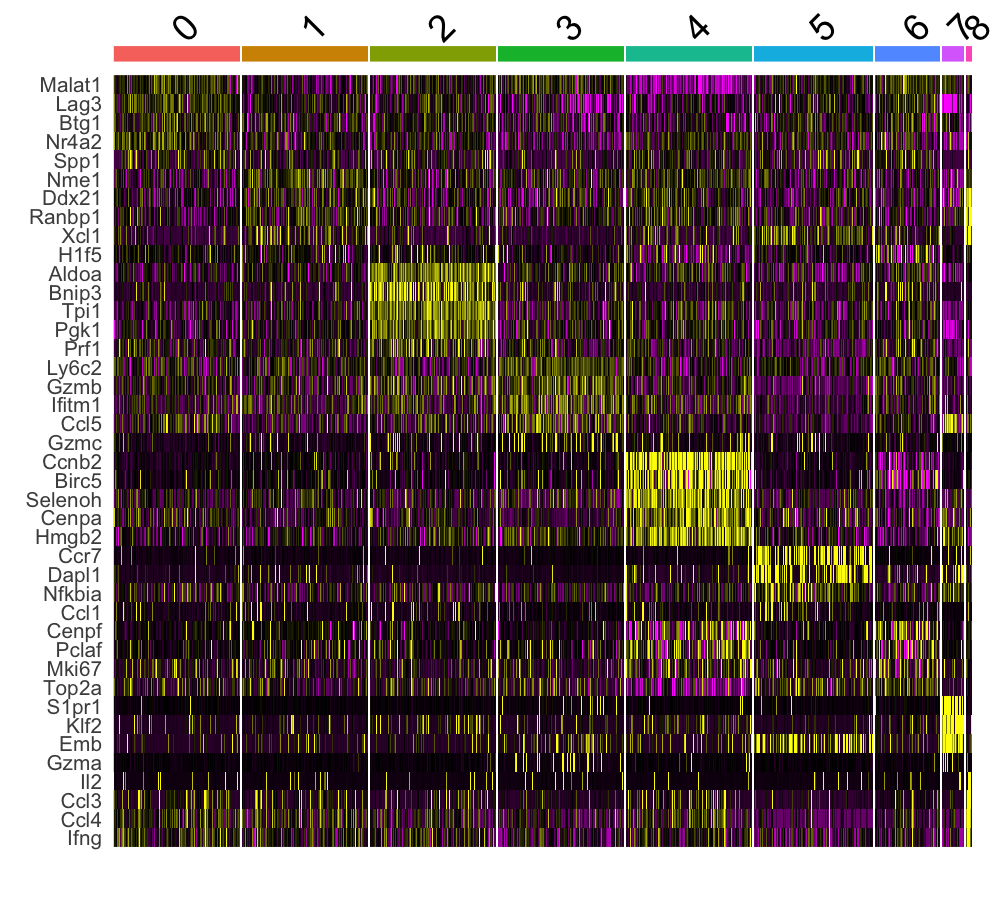 0 1 2 3 4 5 6 7 8
Malat1
Lag3
Btg1
Nr4a2
Spp1
Nme1
Ddx21
Ranbp1
Xcl1
H1f5
Aldoa
Bnip3
Tpi1
Pgk1
Prf1
Ly6c2
Gzmb
Ifitm1
Ccl5
Gzmc
Ccnb2
Birc5
Selenoh
Cenpa
Hmgb2
Ccr7
Dapl1
Nfkbia
Ccl1
Cenpf
Pclaf
Mki67
Top2a
S1pr1
Klf2
Emb
Gzma
Il2
Ccl3
Ccl4
Ifng